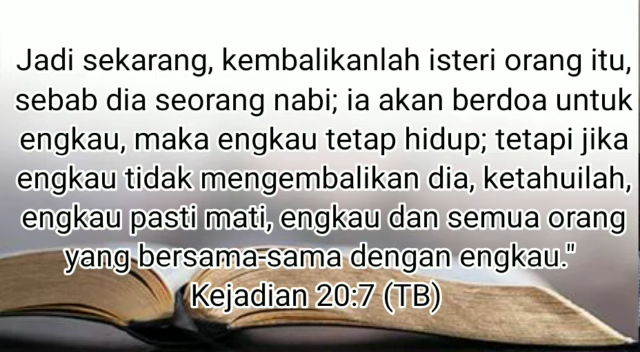 Jadi sekarang, kembalikanlah isteri orang itu,
sebab dia seorang nabi; ia akan berdoa untuk
engkau, maka engkau tetap hidup; tetapi jika
engkau tidak mengembalikan dia, ketahuilah,
engkau pasti mati, engkau dan semua orang
yang bersama-sama dengan engkau."
Kejadian 20:7 (TB)